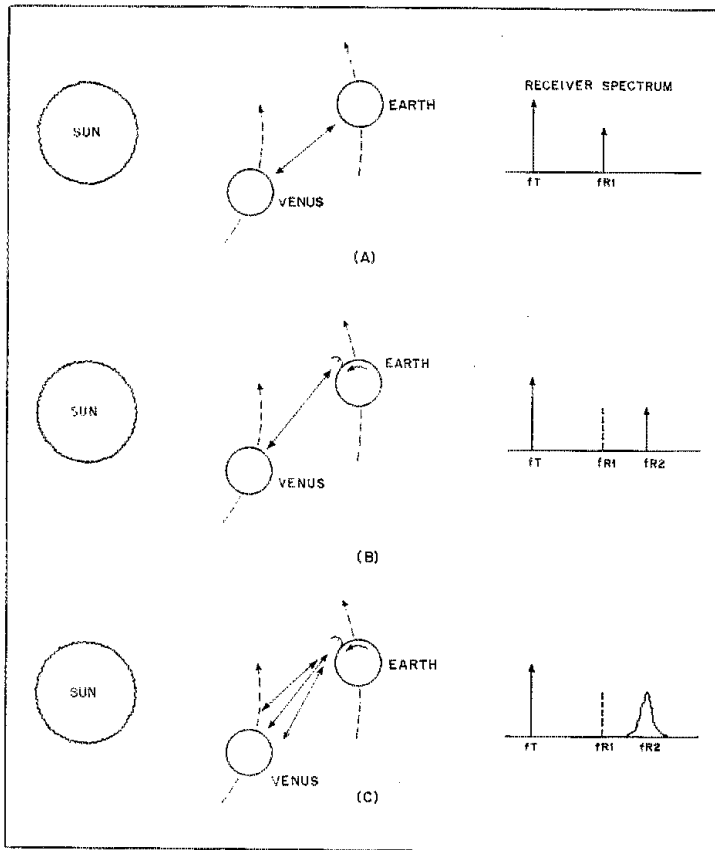 RECEIVER SPECTRUM
SUN
EARTH
VENUS
fT fR1
(A)
SUN
EARTH
VENUS
fT fR1 fR2
(B)
SUN
EARTH
VENUS
fT fR1 fR2
(C)